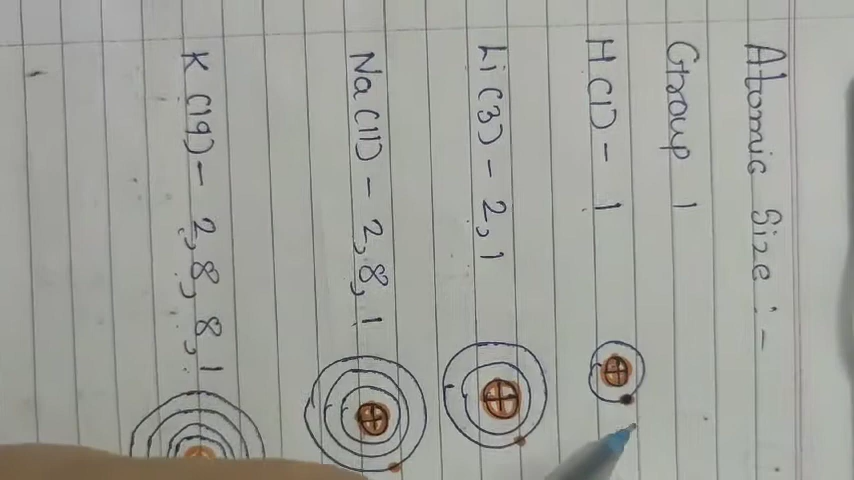 Atomic Size :-
Group 1
H(1) - 1
Li(3) - 2,1
Na(11) - 2,8,1
K(19) - 2,8,8,1